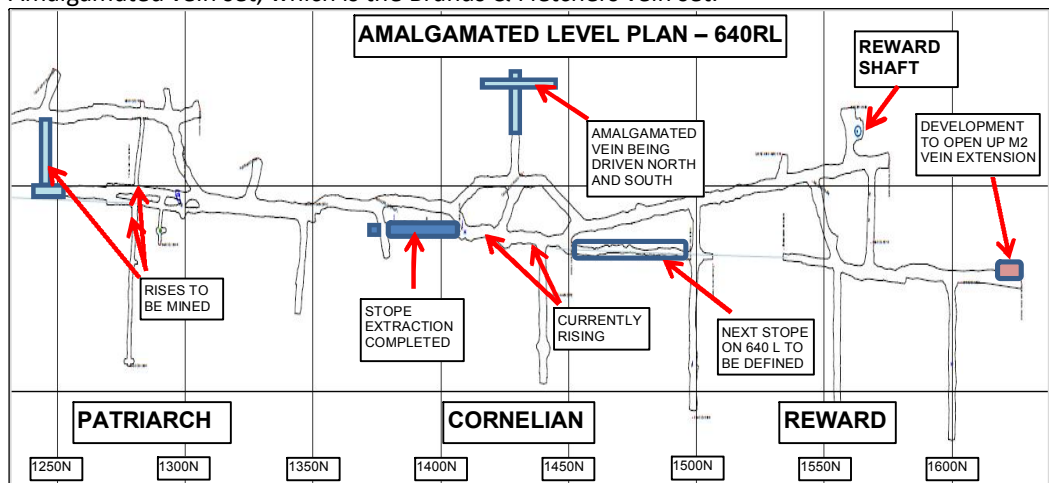 Amalgamated vein set, which is the Brands & Fletchers vein set.
AMALGAMATED LEVEL PLAN – 640RL
REWARD
SHAFT
AMALGAMATED
VEIN BEING
DRIVEN NORTH
AND SOUTH
DEVELOPMENT
TO OPEN UP M2
VEIN EXTENSION
RISES TO
BE MINED
STOPE
EXTRACTION
COMPLETED
CURRENTLY
RISING
NEXT STOPE
ON 640 L TO
BE DEFINED
PATRIARCH
CORNELIAN
REWARD
1250N
1300N
1350N
1400N
1450N
1500N
1550N
1600N